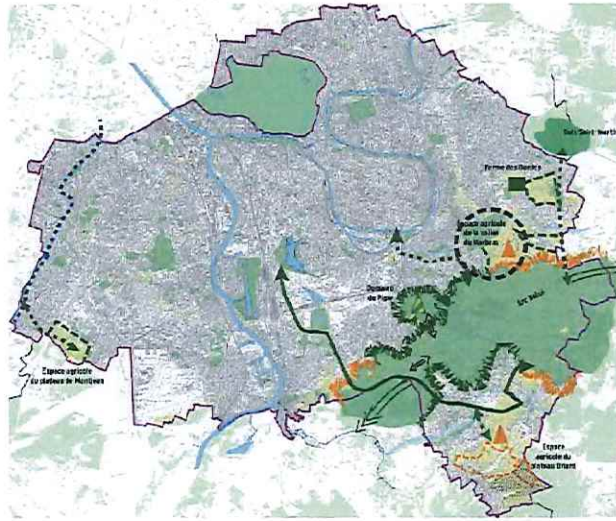 Bois Saint-Martin
Ferme des Bordes
Espace agricole
de la vallée
du Morbras
Domaine
du Piple
Arc boisé
Espace agricole
du plateau de Montjean
Espace
agricole du
plateau Briard